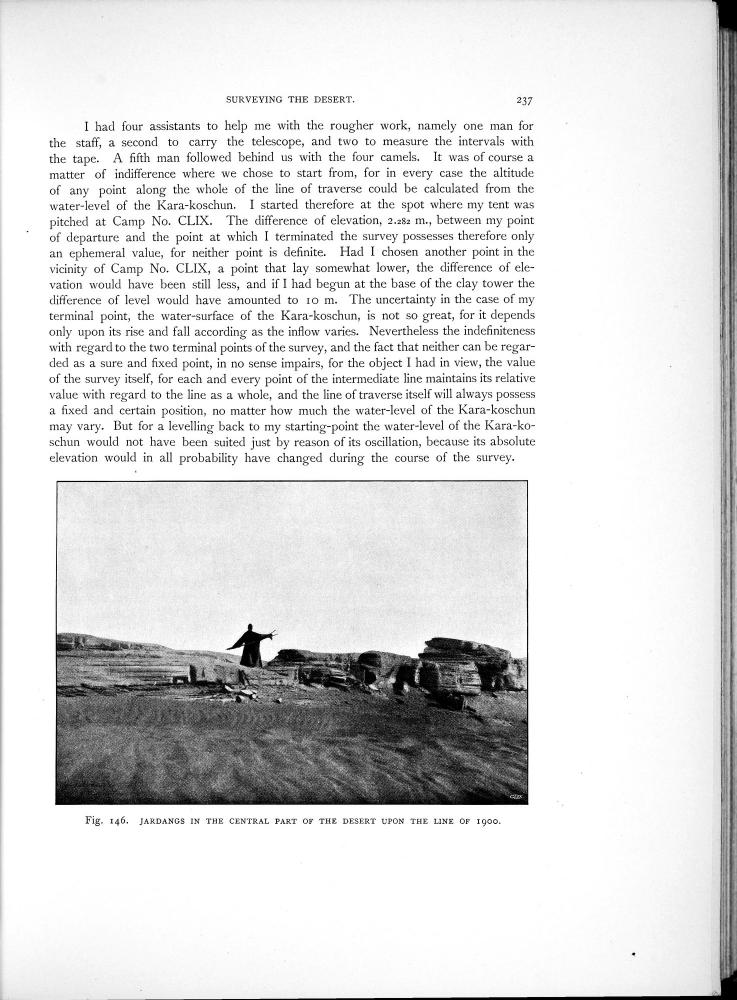 SURVEYING THE DESERT. 237
I had four assistants to help me with the rougher work, namely one man for
the staff, a second to carry the telescope, and two to measure the intervals with
the tape. A fifth man followed behind us with the four camels. It was of course a
matter of indifference where we chose to start from, for in every case the altitude
of any point along the whole of the line of traverse could be calculated from the
water-level of the Kara-koschun. I started therefore at the spot where my tent was
pitched at Camp No. CLIX. The difference of elevation, 2.282 m., between my point
of departure and the point at which I terminated the survey possesses therefore only
an ephemeral value, for neither point is definite. Had I chosen another point in the
vicinity of Camp No. CLIX, a point that lay somewhat lower, the difference of ele-
vation would have been still less, and if I had begun at the base of the clay tower the
difference of level would have amounted to 10 m. The uncertainty in the case of my
terminal point, the water-surface of the Kara-koschun, is not so great, for it depends
only upon its rise and fall according as the inflow varies. Nevertheless the indefiniteness
with regard to the two terminal points of the survey, and the fact that neither can be regar-
ded as a sure and fixed point, in no sense impairs, for the object I had in view, the value
of the survey itself, for each and every point of the intermediate line maintains its relative
value with regard to the line as a whole, and the line of traverse itself will always possess
a fixed and certain position, no matter how much the water-level of the Kara-koschun
may vary. But for a levelling back to my starting-point the water-level of the Kara-ko-
schun would not have been suited just by reason of its oscillation, because its absolute
elevation would in all probability have changed during the course of the survey.
Fig. 146. JARDANGS IN THE CENTRAL PART OF THE DESERT UPON THE LINE OF 1900.